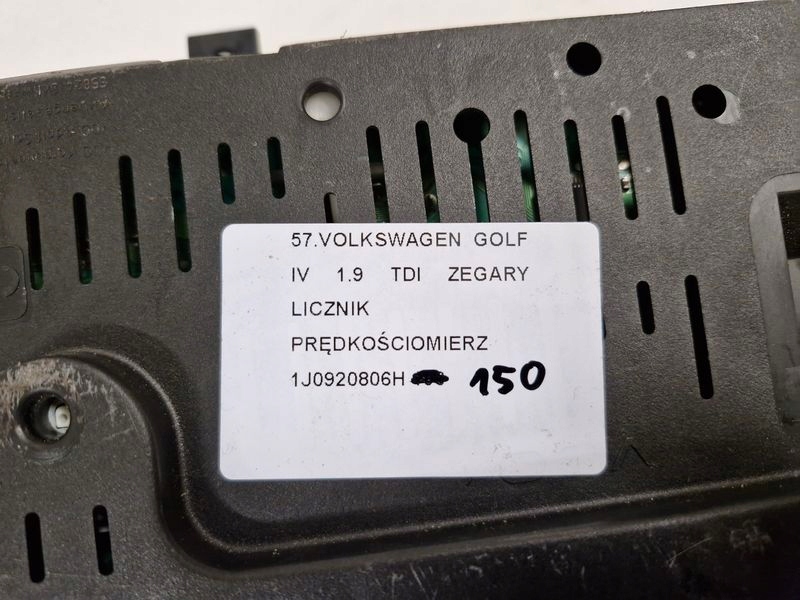 57.VOLKSWAGEN GOLF
IV 1.9 TDI ZEGARY
LICZNIK
PRĘDKOŚCIOMIERZ
1J0920806H 150